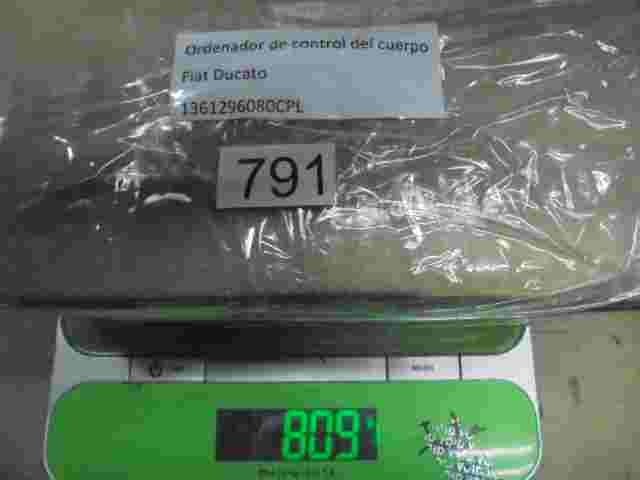 Ordenador de control del cuerpo
Fiat Ducato
1361296080CPL
791
809